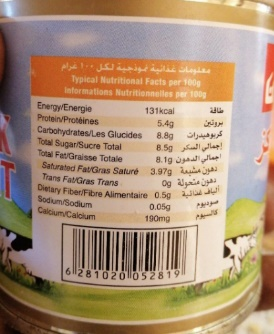 معلومات غذائية نموذجية لكل ١٠٠ غرام
Typical Nutritional Facts per 100g
Informations Nutritionnelles per 100g
Energy/Energie 131kcal طاقة
Protein/Protéines 5.4g بروتين
Carbohydrates/Les Glucides 8.8g كربوهيدرات
Total Sugar/Sucre Total 8.5g إجمالي السكر
Total Fat/Graisse Totale 8.1g إجمالي الدهون
Saturated Fat/Gras Saturé 3.97g دهون مشبعة
Trans Fat/Gras Trans 0g دهون متحولة
Dietary Fiber/Fibre Alimentaire 0.5g ألياف غذائية
Sodium/Sodium 0.05g صوديوم
Calcium/Calcium 190mg كالسيوم
6 281020 052819